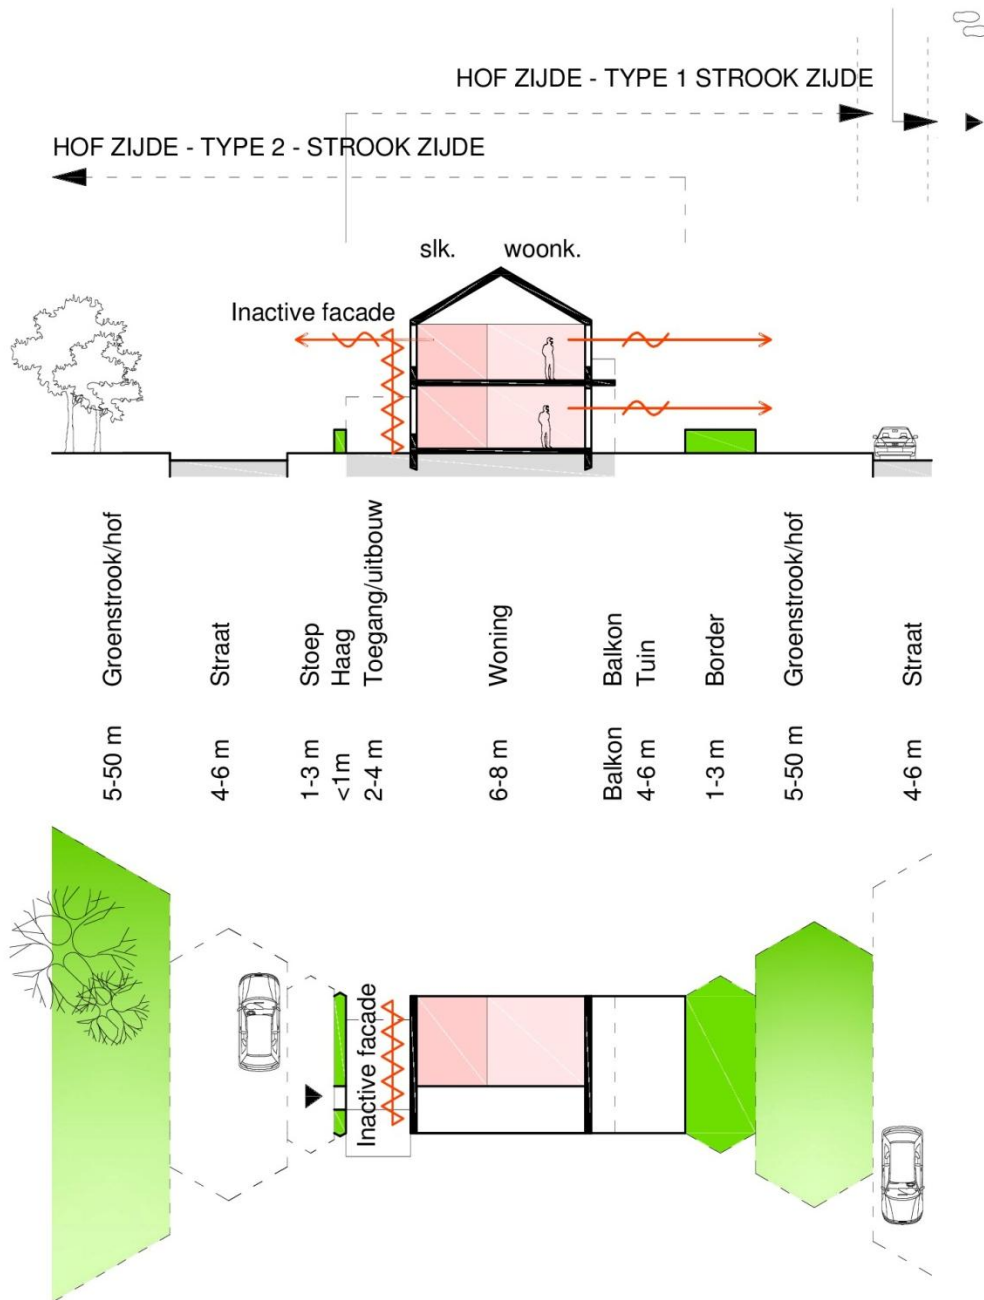 HOF ZIJDE - TYPE 1 STROOK ZIJDE
HOF ZIJDE - TYPE 2 - STROOK ZIJDE
slk.
woonk.
Inactive facade
Groenstrook/hof
Straat
Stoep
Haag
Toegang/uitbouw
Woning
Balkon
Tuin
Border
Groenstrook/hof
Straat
5-50 m
4-6 m
1-3 m
<1m
2-4 m
6-8 m
Balkon
4-6 m
1-3 m
5-50 m
4-6 m
Inactive facade